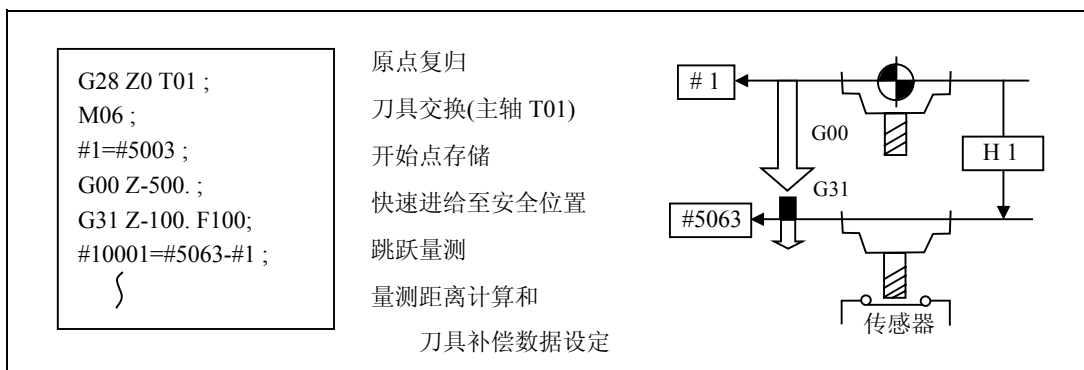 G28 Z0 T01 ;
M06 ;
#1=#5003 ;
G00 Z-500. ;
G31 Z-100. F100;
#10001=#5063-#1 ;
原点复归
刀具交换(主轴 T01)
开始点存储
快速进给至安全位置
跳跃量测
量测距离计算和
刀具补偿数据设定
# 1
G00
H 1
G31
#5063
传感器